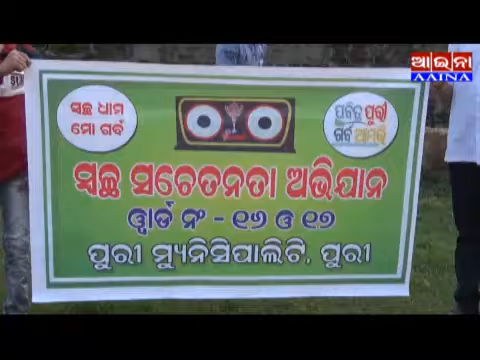 ଆଇନା
AAINA
ସ୍ୱଚ୍ଛ ଧାମ
ମୋ ଗର୍ବ
ପବିତ୍ର ପୁରୀ
ଗର୍ବ ଆମରି
ସ୍ୱଚ୍ଛ ସଚେତନତା ଅଭିଯାନ
ୱାର୍ଡ ନଂ - ୧୬ ଓ ୧୭
ପୁରୀ ମ୍ୟୁନିସିପାଲିଟି, ପୁରୀ